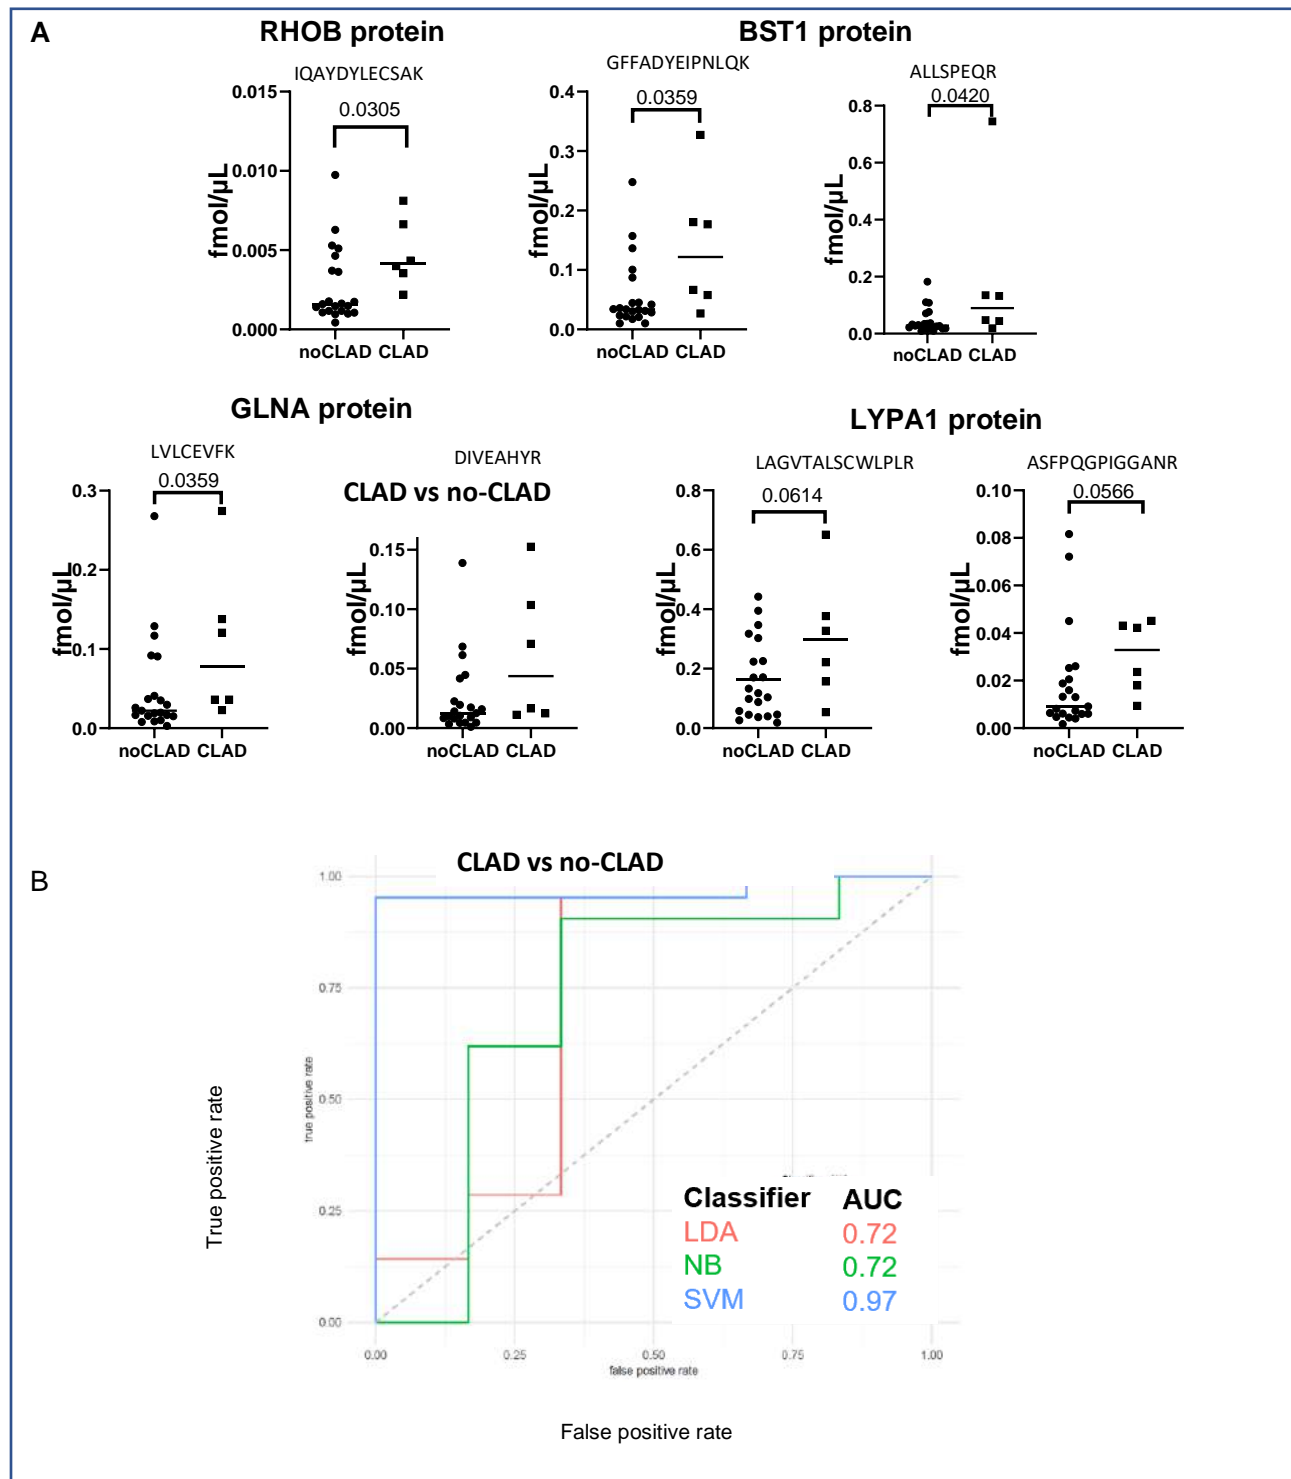 A
RHOB protein
BST1 protein
IQAYDYLECSAK
GFFADYEIPNLQK
ALLSPEQR
0.015
0.010
0.005
0.000
fmol/µL
0.0305
noCLAD CLAD
0.4
0.3
0.2
0.1
0.0
fmol/µL
0.0359
noCLAD CLAD
0.8
0.6
0.4
0.2
0.0
fmol/µL
0.0420
noCLAD CLAD
GLNA protein
LYPA1 protein
LVLCEVFK
DIVEAHYR
LAGVTALSCWLPLR
ASFPQGPIGGANR
CLAD vs no-CLAD
0.3
0.2
0.1
0.0
fmol/µL
0.0359
noCLAD CLAD
0.15
0.10
0.05
0.00
fmol/µL
noCLAD CLAD
0.8
0.6
0.4
0.2
0.0
fmol/µL
0.0614
noCLAD CLAD
0.10
0.08
0.06
0.04
0.02
0.00
fmol/µL
0.0566
noCLAD CLAD
B
CLAD vs no-CLAD
True positive rate
true positive rate
1.00
0.75
0.50
0.25
0.00
Classifier AUC
LDA 0.72
NB 0.72
SVM 0.97
0.00 0.25 0.50 0.75 1.00
false positive rate
False positive rate